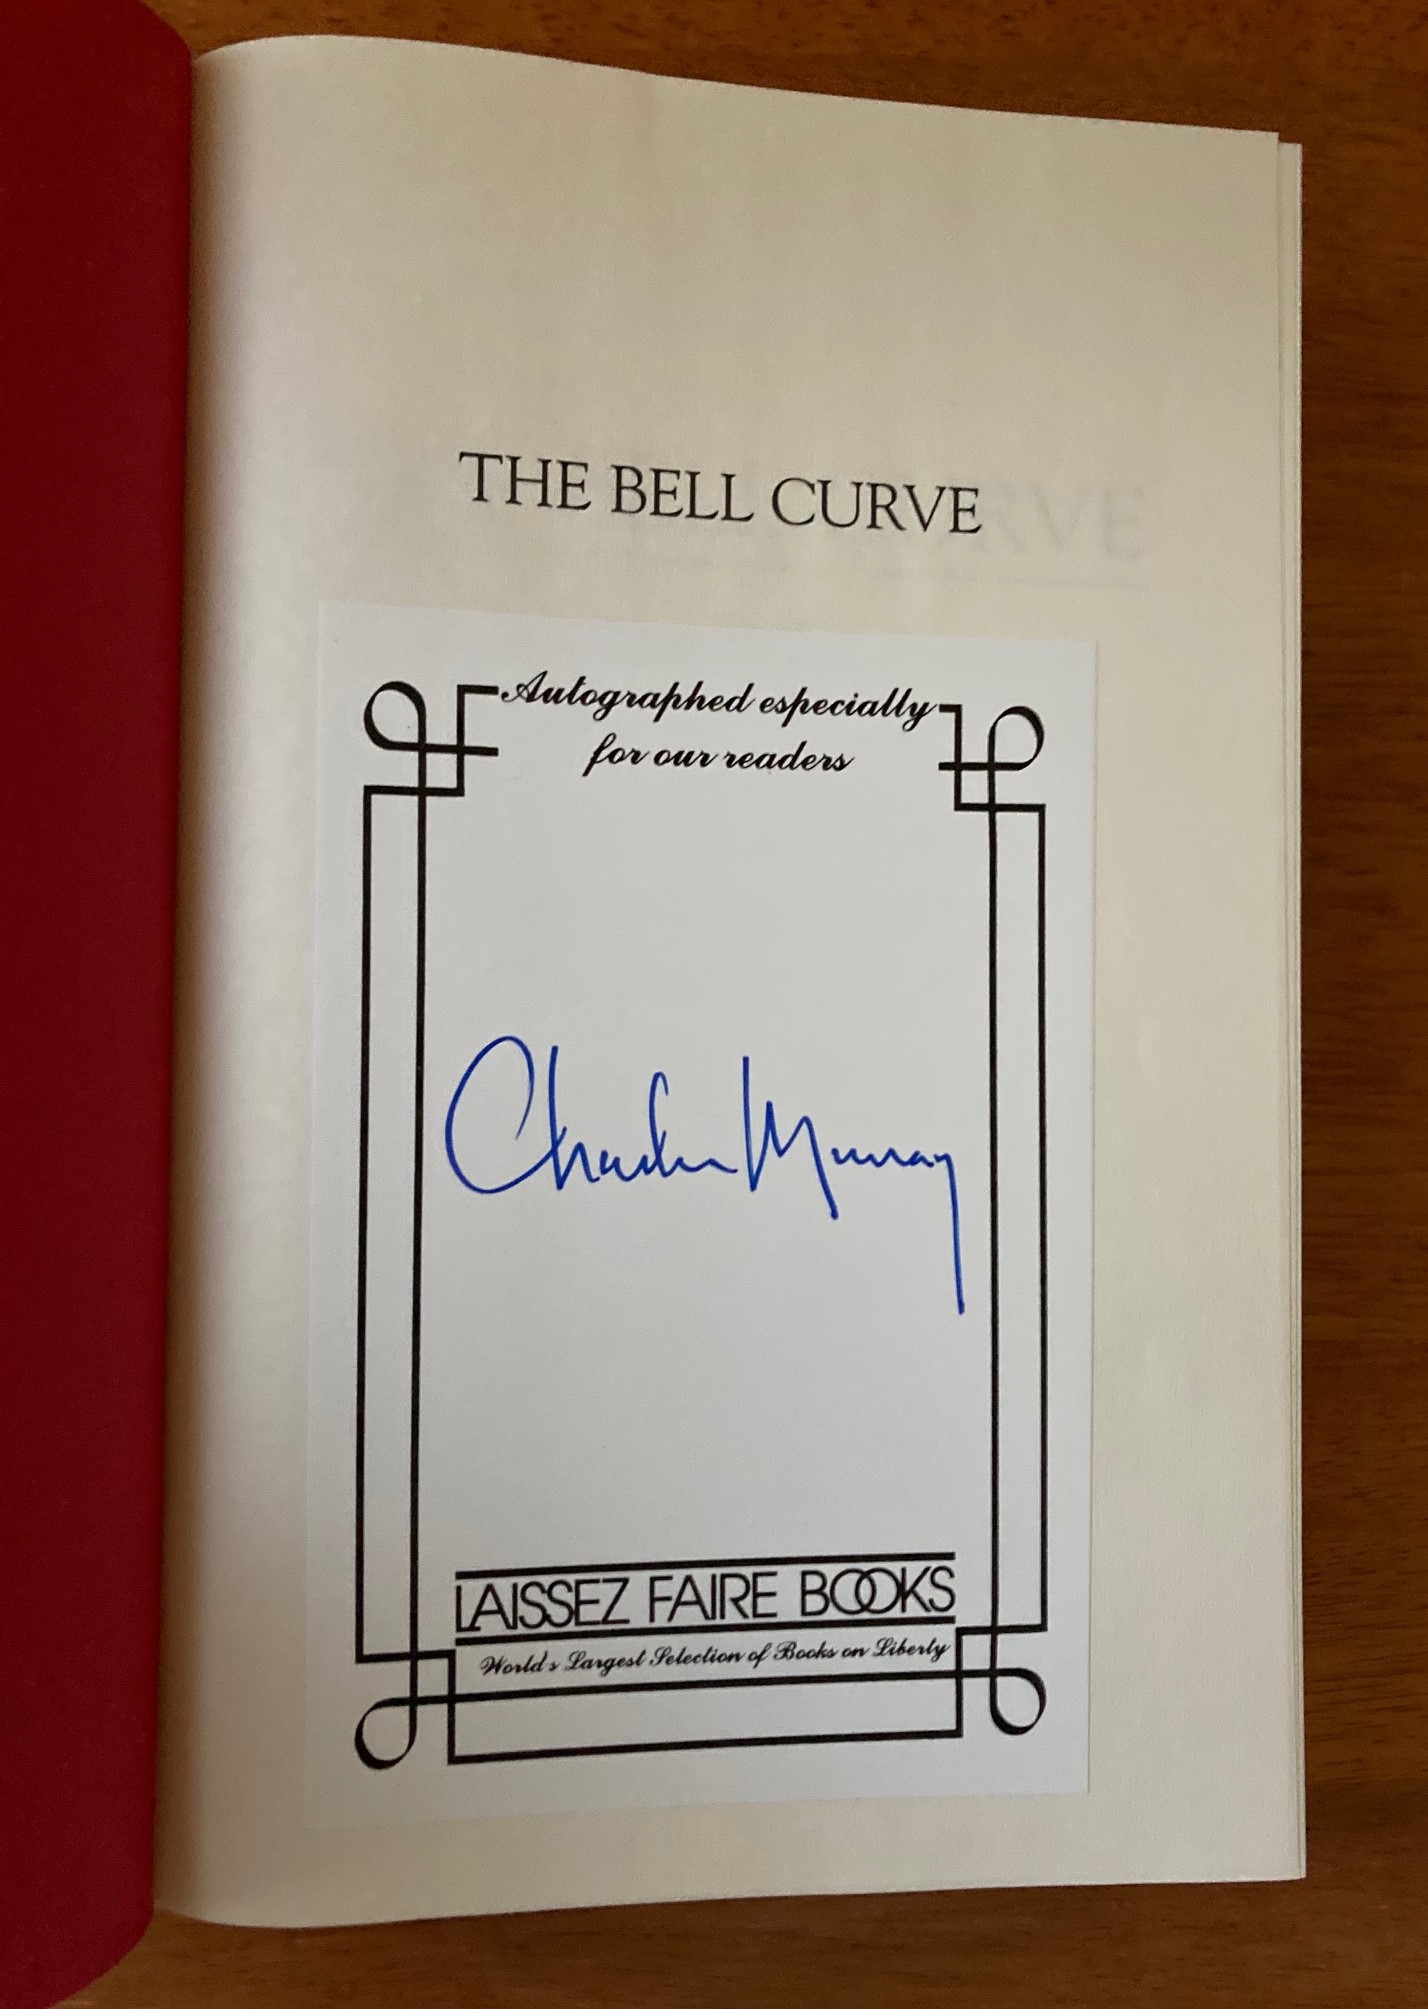 THE BELL CURVE
Autographed especially
for our readers
Charles Murray
LAISSEZ FAIRE BOOKS
World's Largest Selection of Books on Liberty